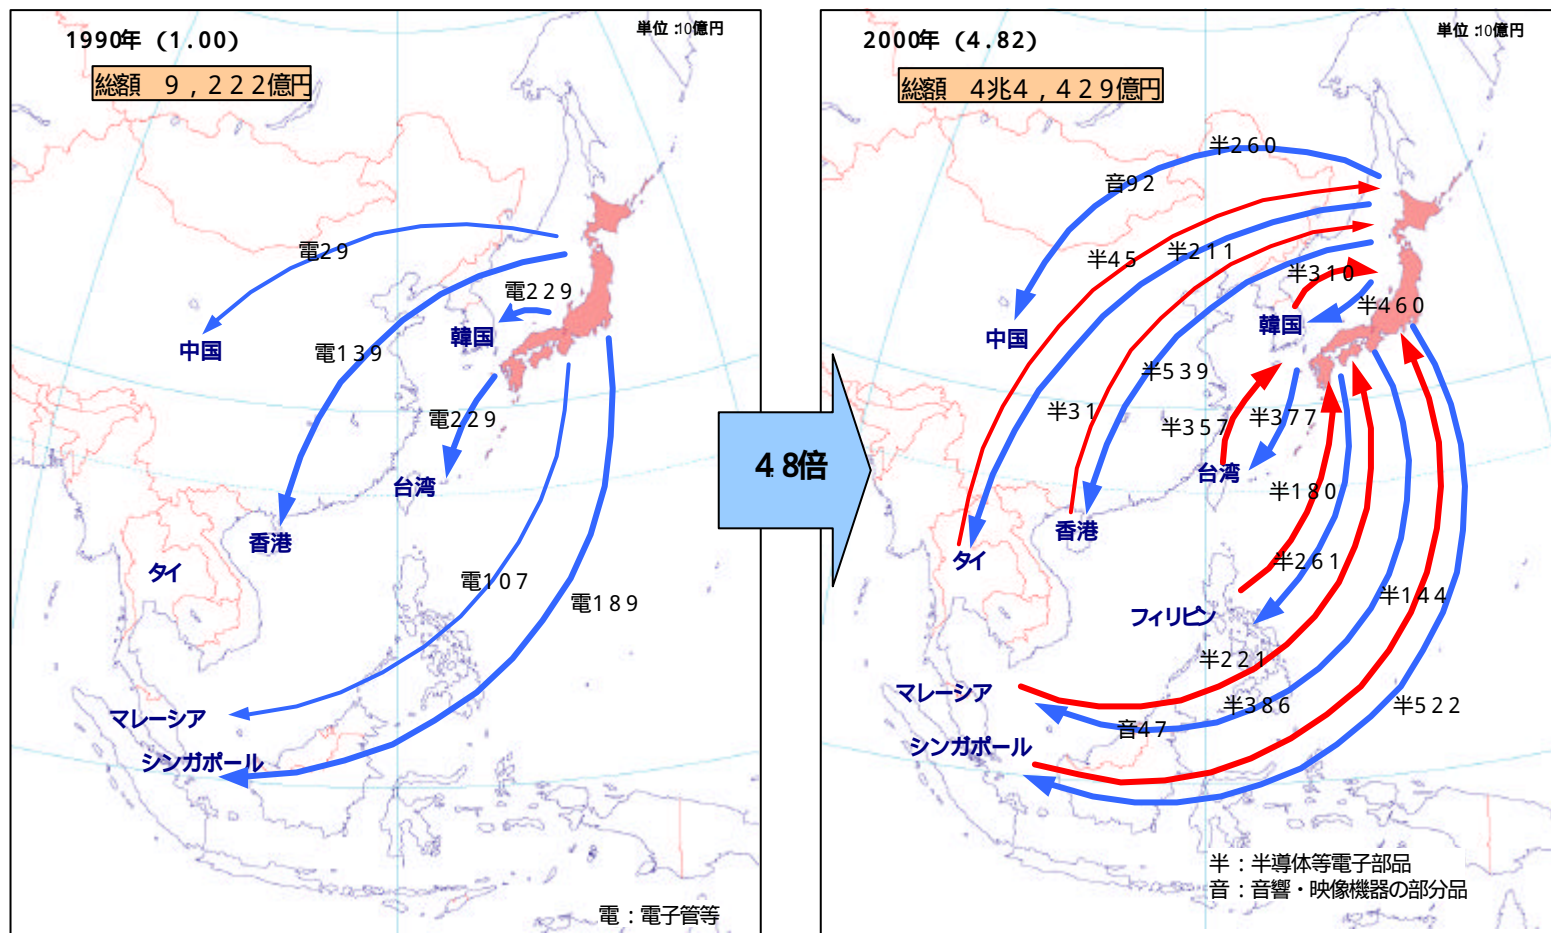 1990年 (1.00)
単位:10億円
総額 9,222億円
電29
電229
韓国
中国
電139
電229
台湾
香港
タイ
電107
電189
マレーシア
シンガポール
電:電子管等
4.8倍
2000年 (4.82)
単位:10億円
総額 4兆4,429億円
半260
音92
半45
半211
半310
半460
韓国
中国
半539
半31
半357
半377
台湾
半180
香港
タイ
半261
半144
フィリピン
半221
マレーシア
半386
半522
音47
シンガポール
半:半導体等電子部品
音:音響・映像機器の部分品